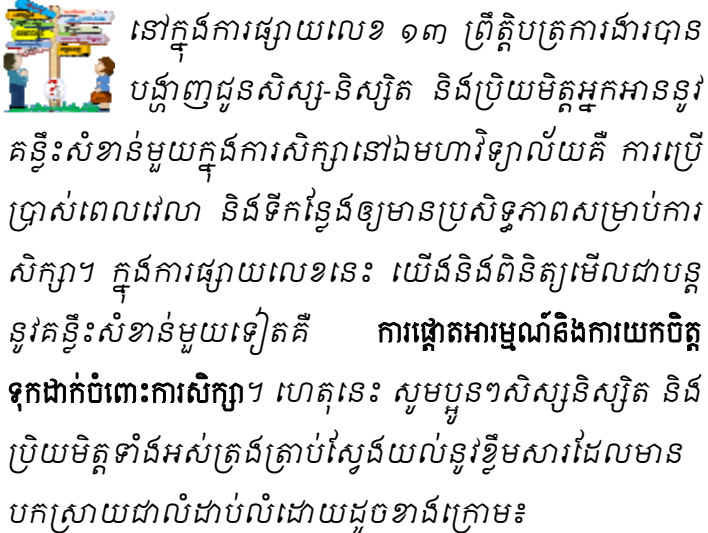 នៅក្នុងការផ្សាយលេខ ១៣ ព្រឹត្តិបត្រការងារបាន
បង្ហាញជូនសិស្ស-និស្សិត និងប្រិយមិត្តអ្នកអាននូវ
គន្លឹះសំខាន់មួយក្នុងការសិក្សានៅឯមហាវិទ្យាល័យគឺ ការប្រើ
ប្រាស់ពេលវេលា និងទីកន្លែងឲ្យមានប្រសិទ្ធភាពសម្រាប់ការ
សិក្សា។ ក្នុងការផ្សាយលេខនេះ យើងនិងពិនិត្យមើលជាបន្ត
នូវគន្លឹះសំខាន់មួយទៀតគឺ ការផ្តោតអារម្មណ៍និងការយកចិត្ត
ទុកដាក់ចំពោះការសិក្សា។ ហេតុនេះ សូមប្អូនៗសិស្សនិស្សិត និង
ប្រិយមិត្តទាំងអស់ត្រងត្រាប់ស្វែងយល់នូវខ្លឹមសារដែលមាន
បកស្រាយជាលំដាប់លំដោយដូចខាងក្រោម៖